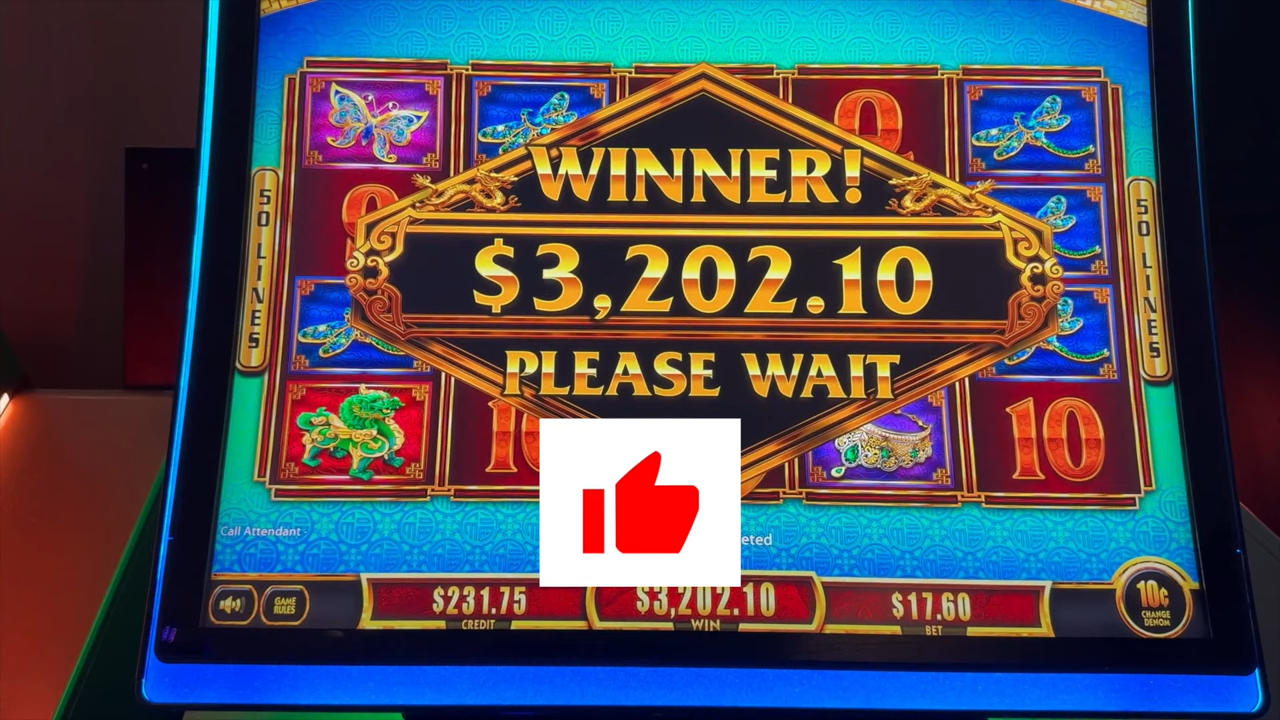 Q
WINNER!
Q
50 LINES
$3,202.10
50 LINES
PLEASE WAIT
10
10
Call Attendant -
$231.75
CREDIT
$3,202.10
WIN
$17.60
BET
GAME
RULES
10¢
CHANGE
DENOM